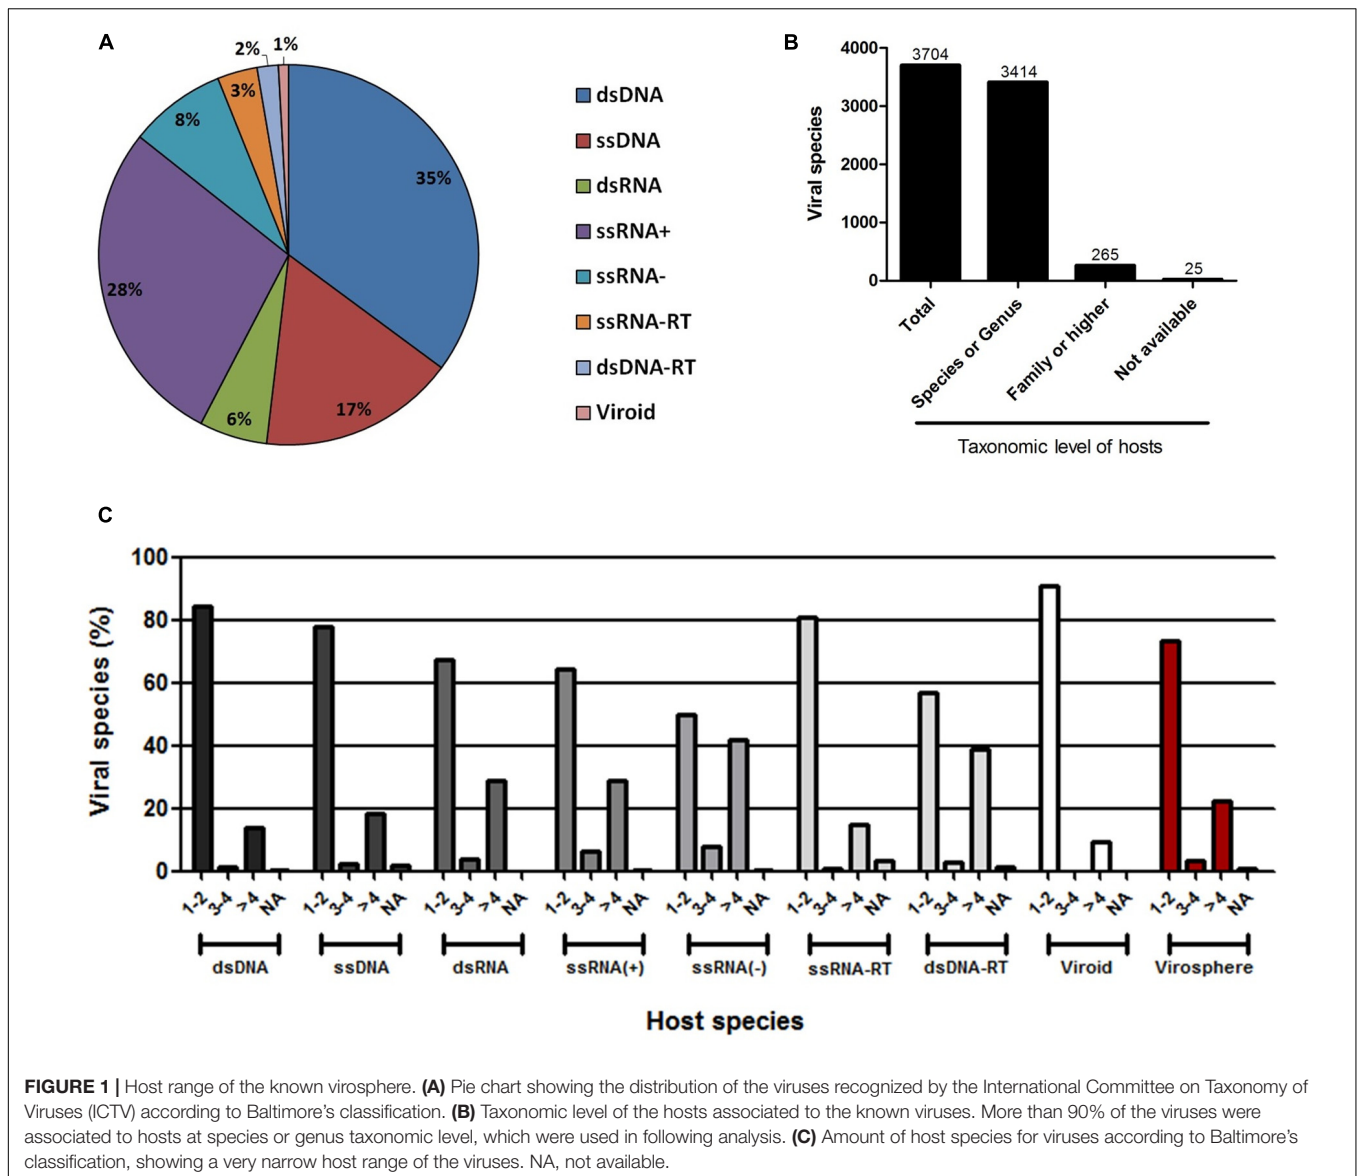 A
2%
1%
3%
8%
35%
28%
6%
17%
dsDNA
ssDNA
dsRNA
ssRNA+
ssRNA-
ssRNA-RT
dsDNA-RT
Viroid
B
Viral species
4000
3000
2000
1000
0
3704
3414
265
25
Total
Species or Genus
Family or higher
Not available
Taxonomic level of hosts
C
Viral species (%)
100
80
60
40
20
0
1-2 3-4 >4 NA 1-2 3-4 >4 NA 1-2 3-4 >4 NA 1-2 3-4 >4 NA 1-2 3-4 >4 NA 1-2 3-4 >4 NA 1-2 3-4 >4 NA 1-2 3-4 >4 NA 1-2 3-4 >4 NA
dsDNA ssDNA dsRNA ssRNA(+) ssRNA(-) ssRNA-RT dsDNA-RT Viroid Virosphere
Host species
FIGURE 1 | Host range of the known virosphere. (A) Pie chart showing the distribution of the viruses recognized by the International Committee on Taxonomy of
Viruses (ICTV) according to Baltimore's classification. (B) Taxonomic level of the hosts associated to the known viruses. More than 90% of the viruses were
associated to hosts at species or genus taxonomic level, which were used in following analysis. (C) Amount of host species for viruses according to Baltimore's
classification, showing a very narrow host range of the viruses. NA, not available.